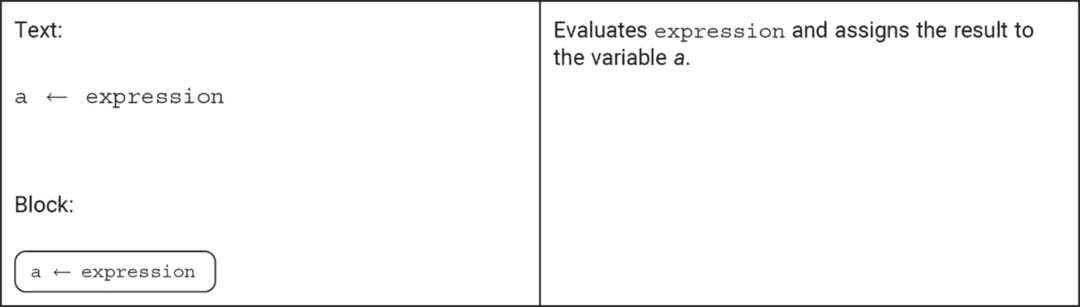 Text:
a ← expression
Block:
a ← expression
Evaluates expression and assigns the result to
the variable a.